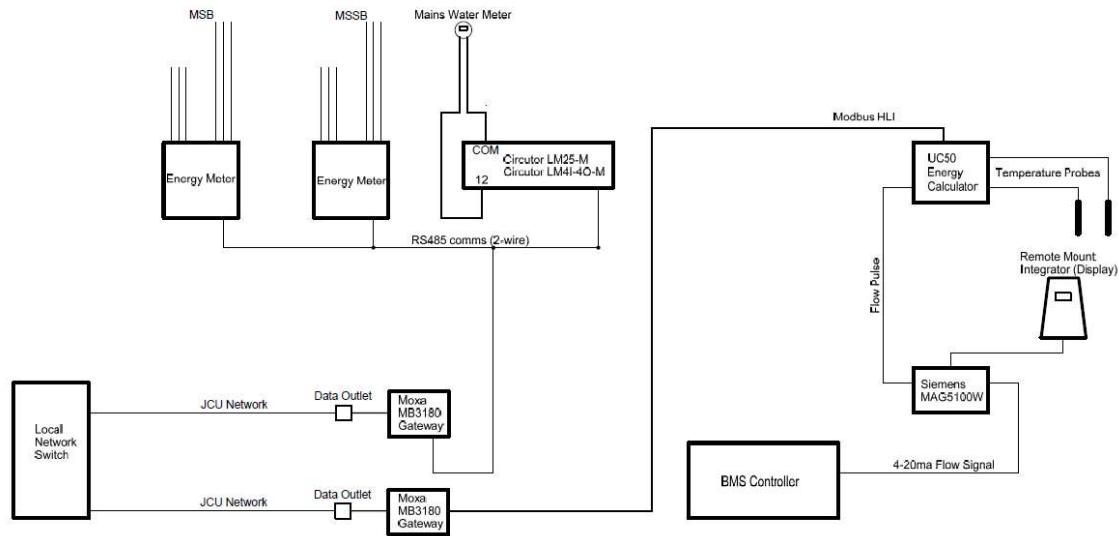 MSB
MSSB
Mains Water Meter
Modbus HLI
COM
Circutor LM25-M
Circutor LM4I-4O-M
12
Energy Meter
Energy Meter
UC50
Energy
Calculator
Temperature Probes
RS485 comms (2-wire)
Remote Mount
Integrator (Display)
Flow Pulse
Siemens
MAG5100W
JCU Network
Data Outlet
Moxa
MB3180
Gateway
Local
Network
Switch
4-20ma Flow Signal
BMS Controller
JCU Network
Data Outlet
Moxa
MB3180
Gateway